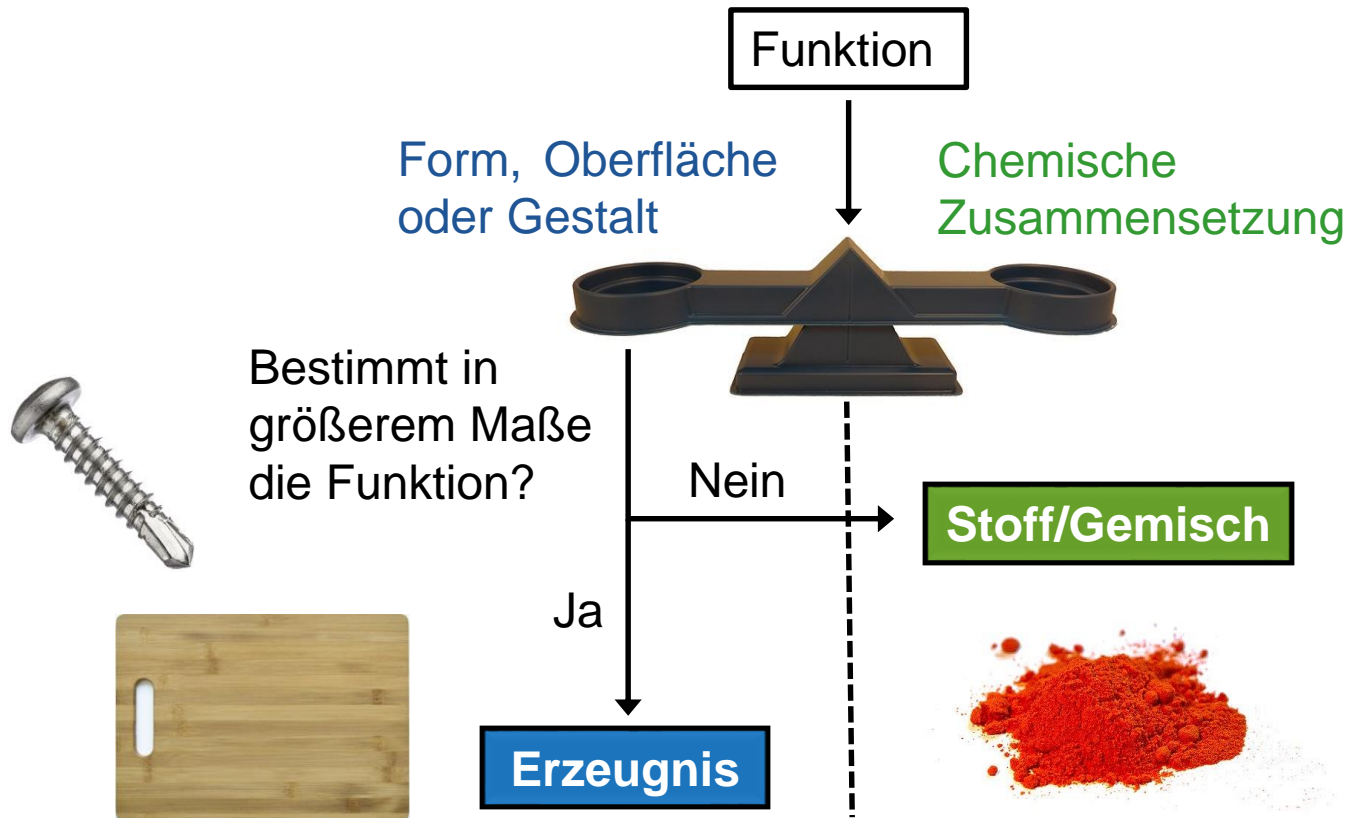 Funktion
Form, Oberfläche
oder Gestalt
Chemische
Zusammensetzung
Bestimmt in
größerem Maße
die Funktion?
Nein
Stoff/Gemisch
Ja
Erzeugnis